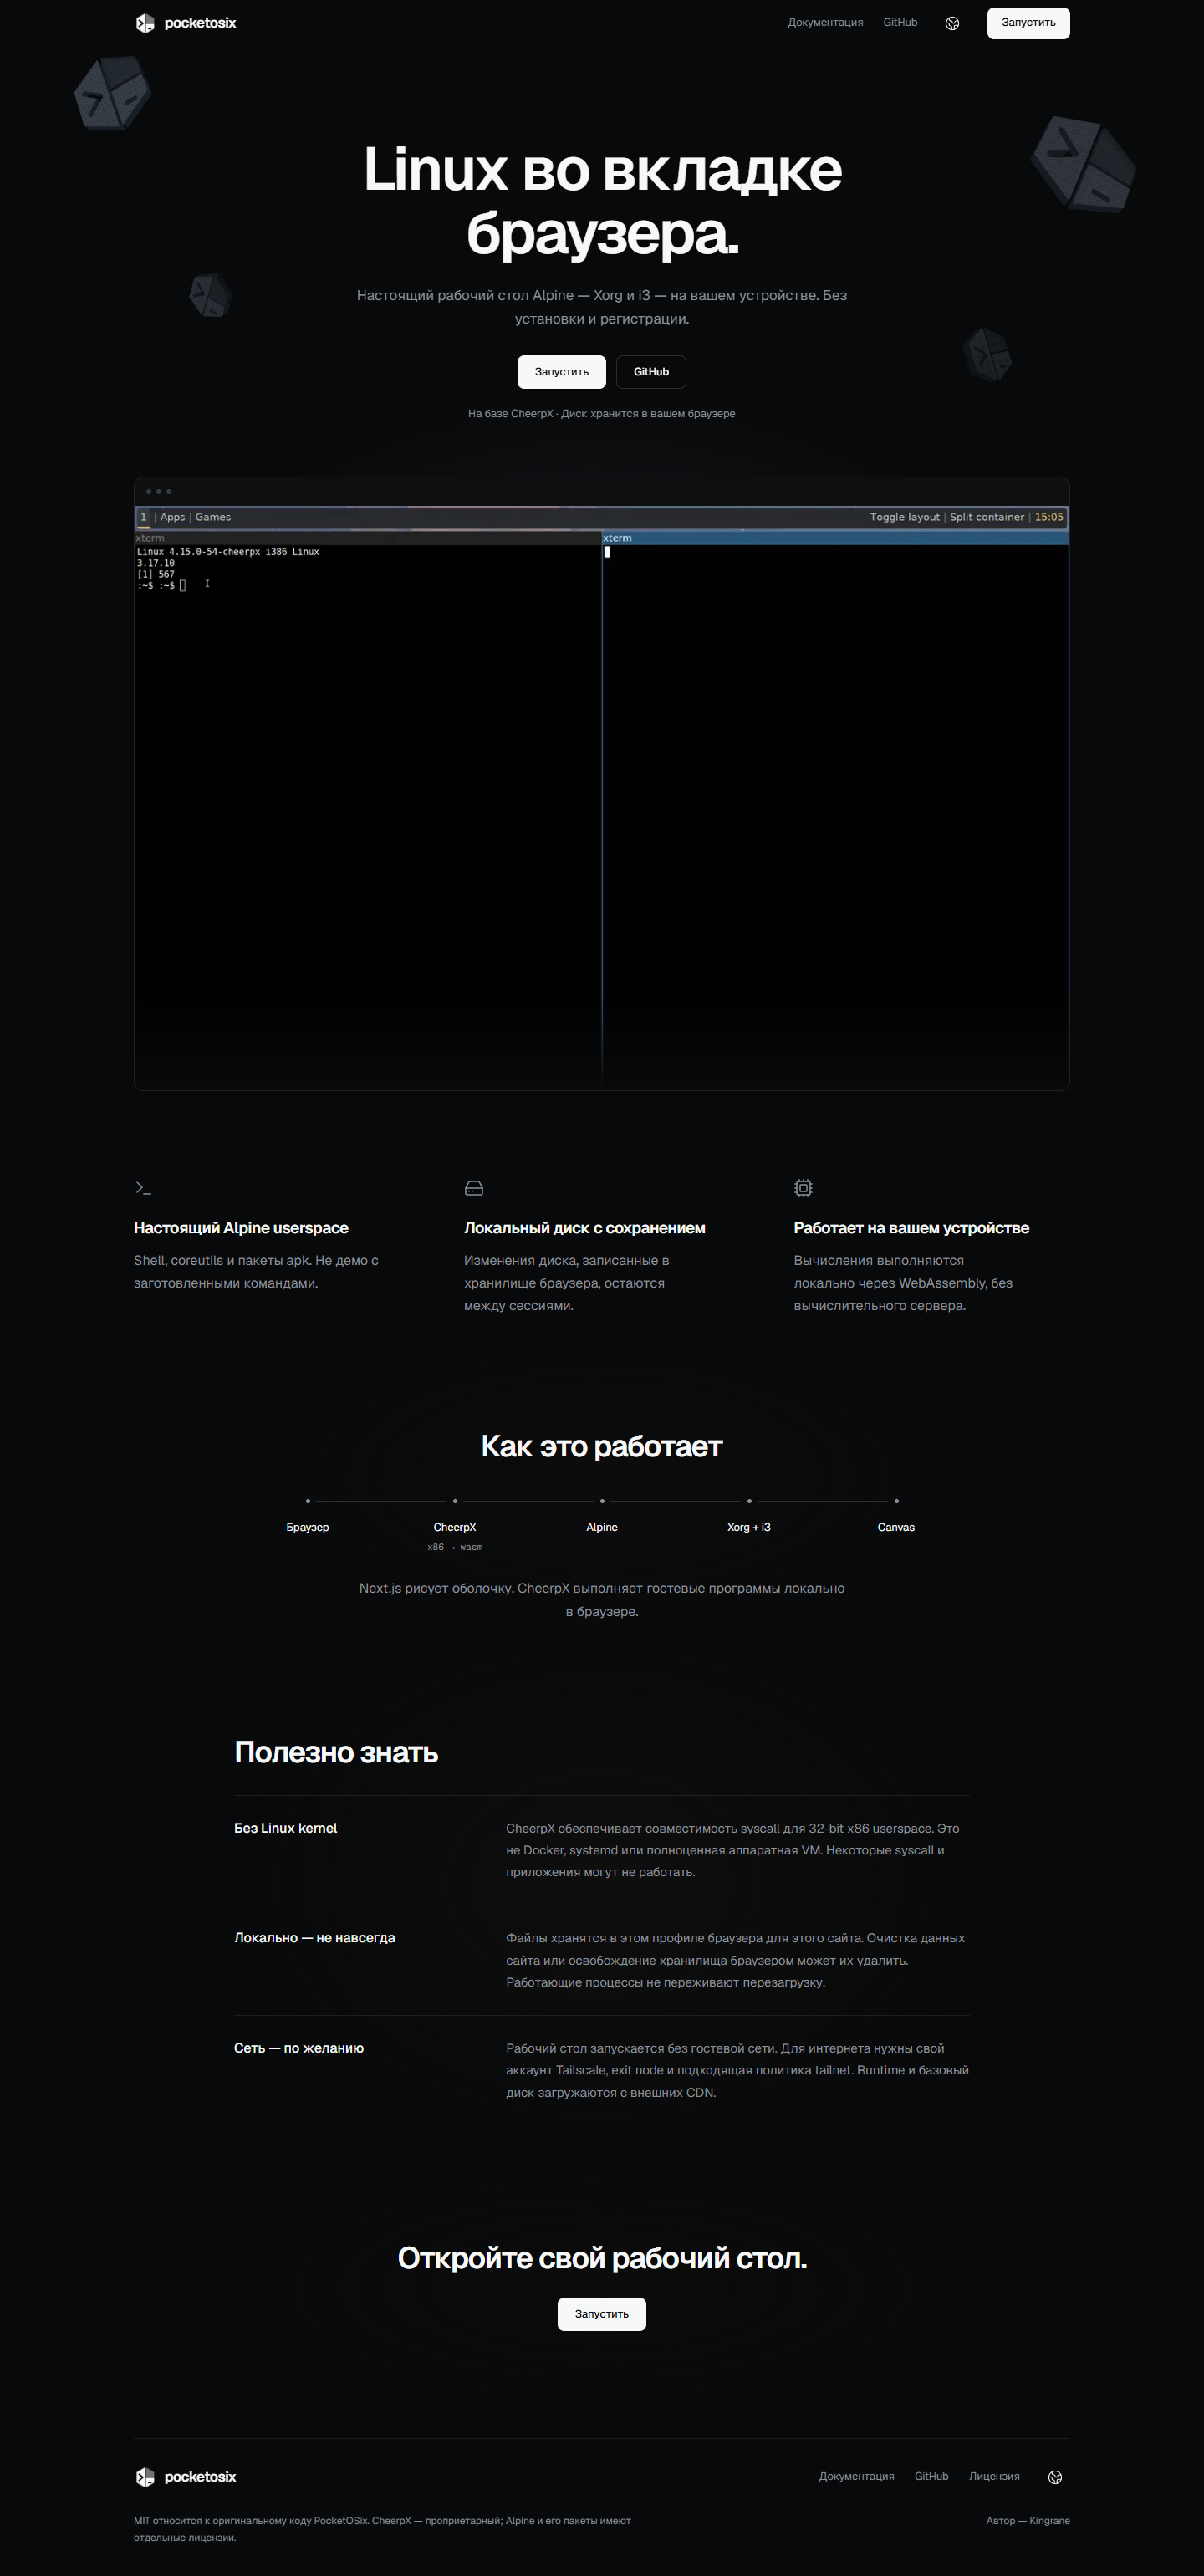 pocketosix
Документация GitHub Запустить
Linux во вкладке
браузера.
Настоящий рабочий стол Alpine — Xorg и i3 — на вашем устройстве. Без
установки и регистрации.
Запустить GitHub
На базе CheerpX · Диск хранится в вашем браузере
1 | Apps | Games Toggle layout | Split container | 15:05
xterm xterm
Linux 4.15.0-54-cheerpx i386 Linux
3.17.10
[1] 567
:~$ :~$
Настоящий Alpine userspace
Shell, coreutils и пакеты apk. Не демо с
заготовленными командами.
Локальный диск с сохранением
Изменения диска, записанные в
хранилище браузера, остаются
между сессиями.
Работает на вашем устройстве
Вычисления выполняются
локально через WebAssembly, без
вычислительного сервера.
Как это работает
Браузер CheerpX Alpine Xorg + i3 Canvas
x86 → wasm
Next.js рисует оболочку. CheerpX выполняет гостевые программы локально
в браузере.
Полезно знать
Без Linux kernel
CheerpX обеспечивает совместимость syscall для 32-bit x86 userspace. Это
не Docker, systemd или полноценная аппаратная VM. Некоторые syscall и
приложения могут не работать.
Локально — не навсегда
Файлы хранятся в этом профиле браузера для этого сайта. Очистка данных
сайта или освобождение хранилища браузером может их удалить.
Работающие процессы не переживают перезагрузку.
Сеть — по желанию
Рабочий стол запускается без гостевой сети. Для интернета нужны свой
аккаунт Tailscale, exit node и подходящая политика tailnet. Runtime и базовый
диск загружаются с внешних CDN.
Откройте свой рабочий стол.
Запустить
pocketosix
Документация GitHub Лицензия
MIT относится к оригинальному коду PocketOSix. CheerpX — проприетарный; Alpine и его пакеты имеют
отдельные лицензии.
Автор — Kingrane